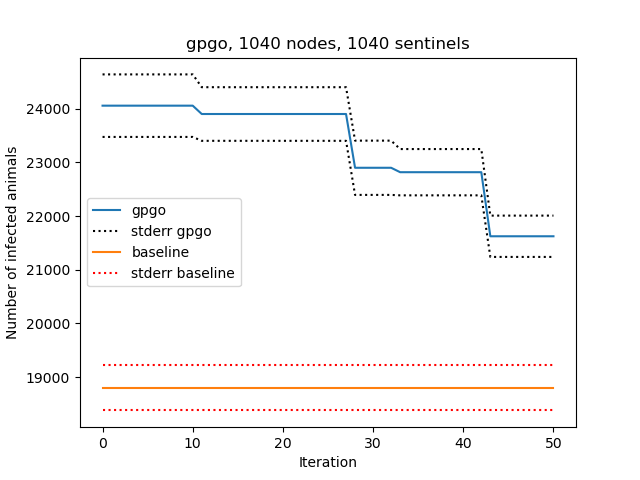 gpgo, 1040 nodes, 1040 sentinels
Number of infected animals
24000
23000
22000
21000
20000
19000
gpgo
stderr gpgo
baseline
stderr baseline
0 10 20 30 40 50
Iteration